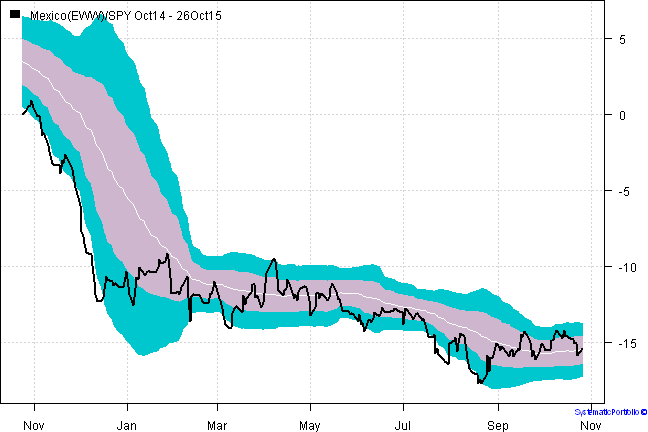 Mexico(EWW)/SPY Oct14 - 26Oct15
5
0
-5
-10
-15
Nov Jan Mar May Jul Sep Nov
SystematicPortfolio ©